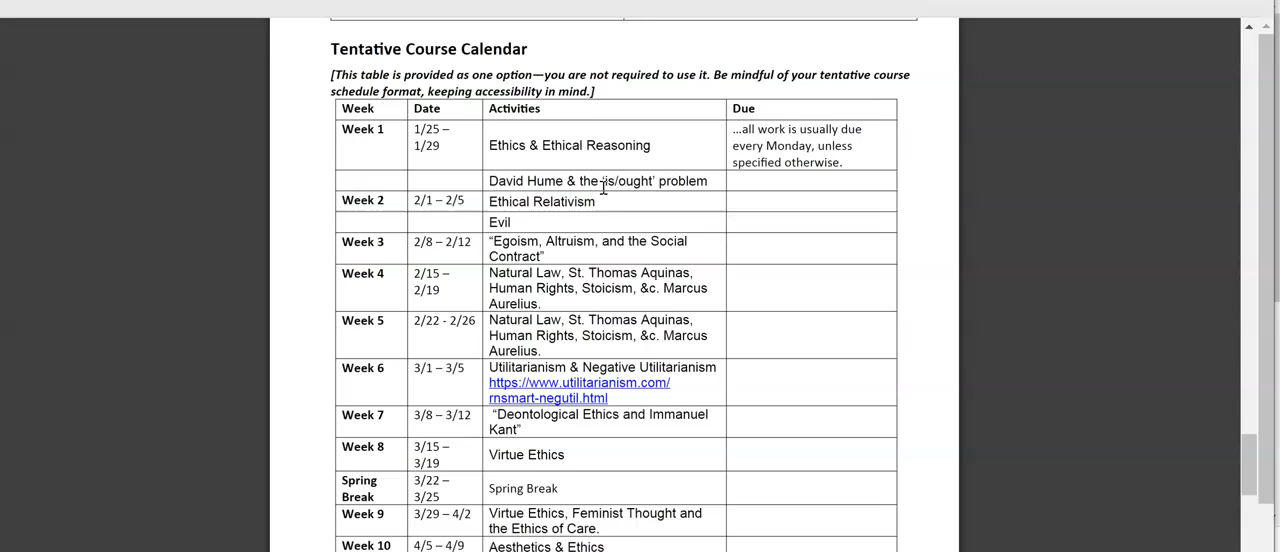 Tentative Course Calendar
[This table is provided as one option—you are not required to use it. Be mindful of your tentative course
schedule format, keeping accessibility in mind.]
Week Date Activities Due
Week 1 1/25 – 1/29 Ethics & Ethical Reasoning …all work is usually due
every Monday, unless
specified otherwise.
David Hume & the ‘is/ought’ problem
Week 2 2/1 – 2/5 Ethical Relativism
Evil
Week 3 2/8 – 2/12 “Egoism, Altruism, and the Social
Contract”
Week 4 2/15 – 2/19 Natural Law, St. Thomas Aquinas,
Human Rights, Stoicism, &c. Marcus
Aurelius.
Week 5 2/22 - 2/26 Natural Law, St. Thomas Aquinas,
Human Rights, Stoicism, &c. Marcus
Aurelius.
Week 6 3/1 – 3/5 Utilitarianism & Negative Utilitarianism
https://www.utilitarianism.com/
rnsmart-negutil.html
Week 7 3/8 – 3/12 “Deontological Ethics and Immanuel
Kant”
Week 8 3/15 – 3/19 Virtue Ethics
Spring Break 3/22 – 3/25 Spring Break
Week 9 3/29 – 4/2 Virtue Ethics, Feminist Thought and
the Ethics of Care.
Week 10 4/5 – 4/9 Aesthetics & Ethics